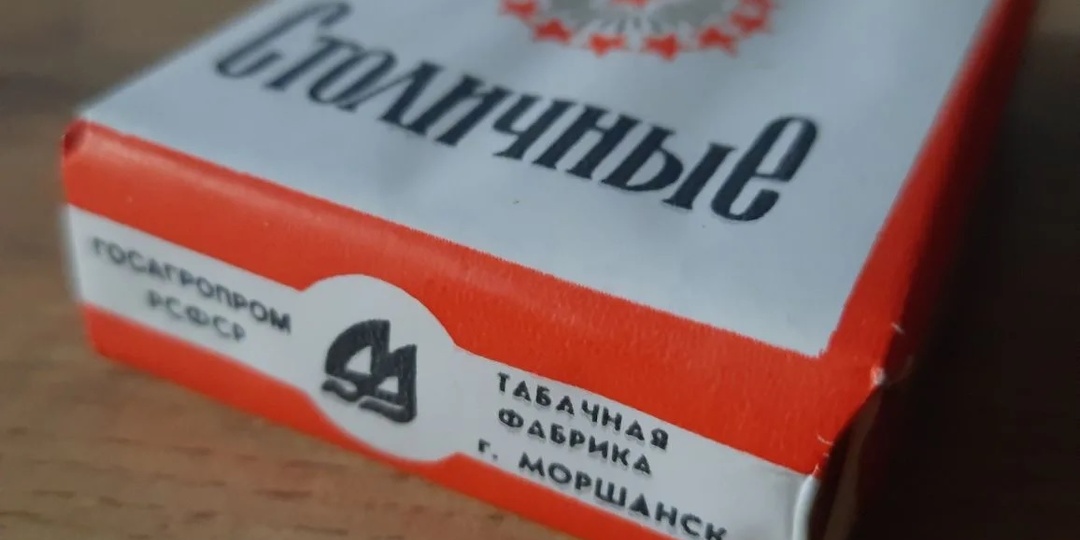 Столичные
ГОСАГРОПРОМ
РСФСР
ТАБАЧНАЯ
ФАБРИКА
г. МОРШАНСК